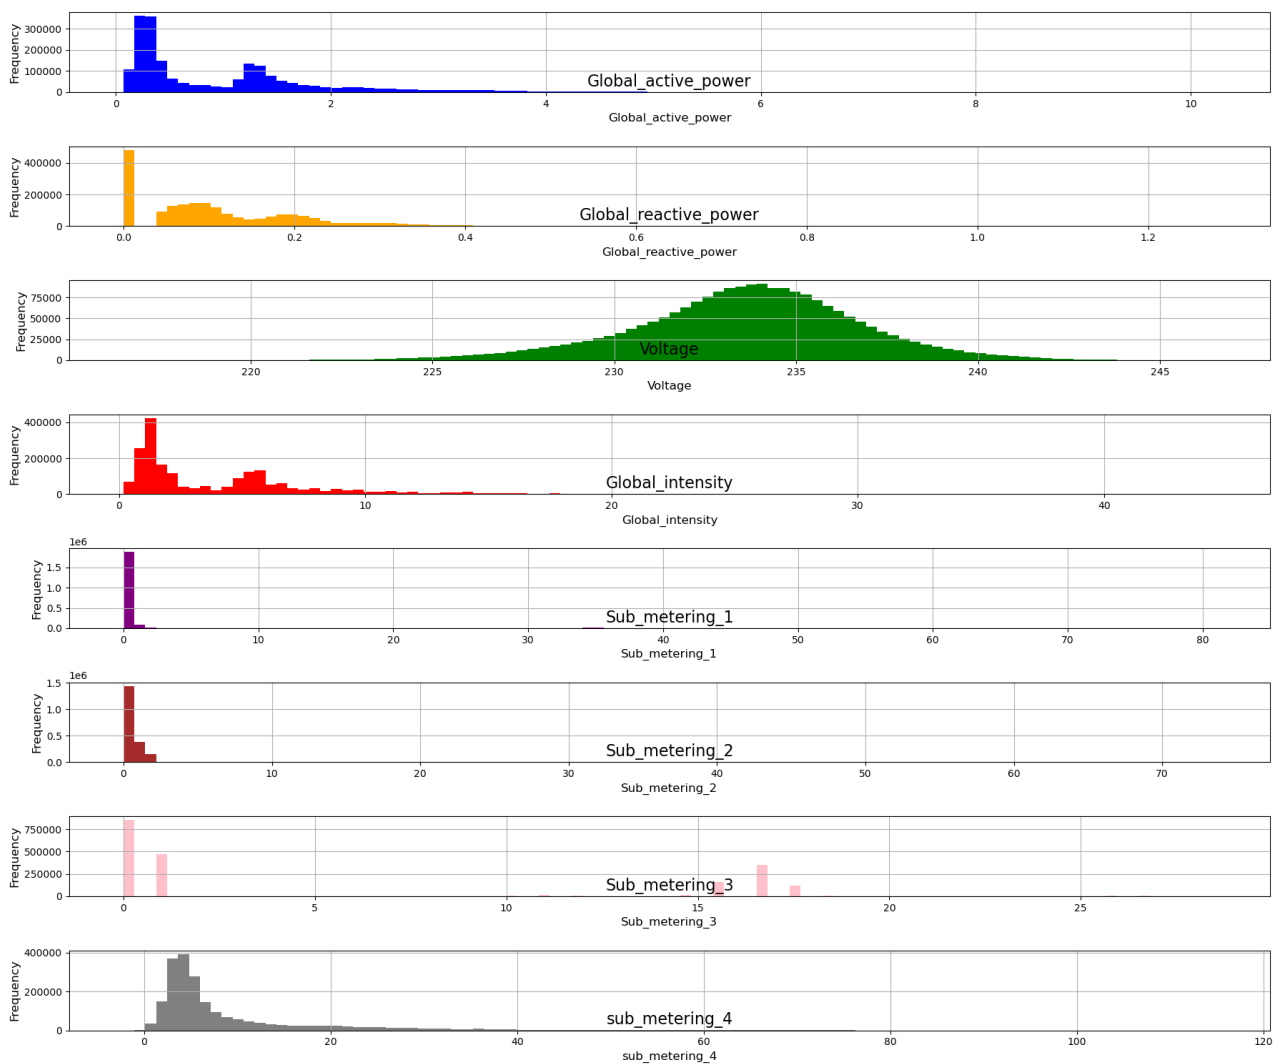 300000
200000
100000
0
Frequency
Global_active_power
0 2 4 6 8 10
Global_active_power
400000
200000
0
Frequency
Global_reactive_power
0.0 0.2 0.4 0.6 0.8 1.0 1.2
Global_reactive_power
75000
50000
25000
0
Frequency
Voltage
220 225 230 235 240 245
Voltage
400000
200000
0
Frequency
Global_intensity
0 10 20 30 40
Global_intensity
1e6
1.5
1.0
0.5
0.0
Frequency
Sub_metering_1
0 10 20 30 40 50 60 70 80
Sub_metering_1
1e6
1.5
1.0
0.5
0.0
Frequency
Sub_metering_2
0 10 20 30 40 50 60 70
Sub_metering_2
750000
500000
250000
0
Frequency
Sub_metering_3
0 5 10 15 20 25
Sub_metering_3
400000
200000
0
Frequency
sub_metering_4
0 20 40 60 80 100 120
sub_metering_4